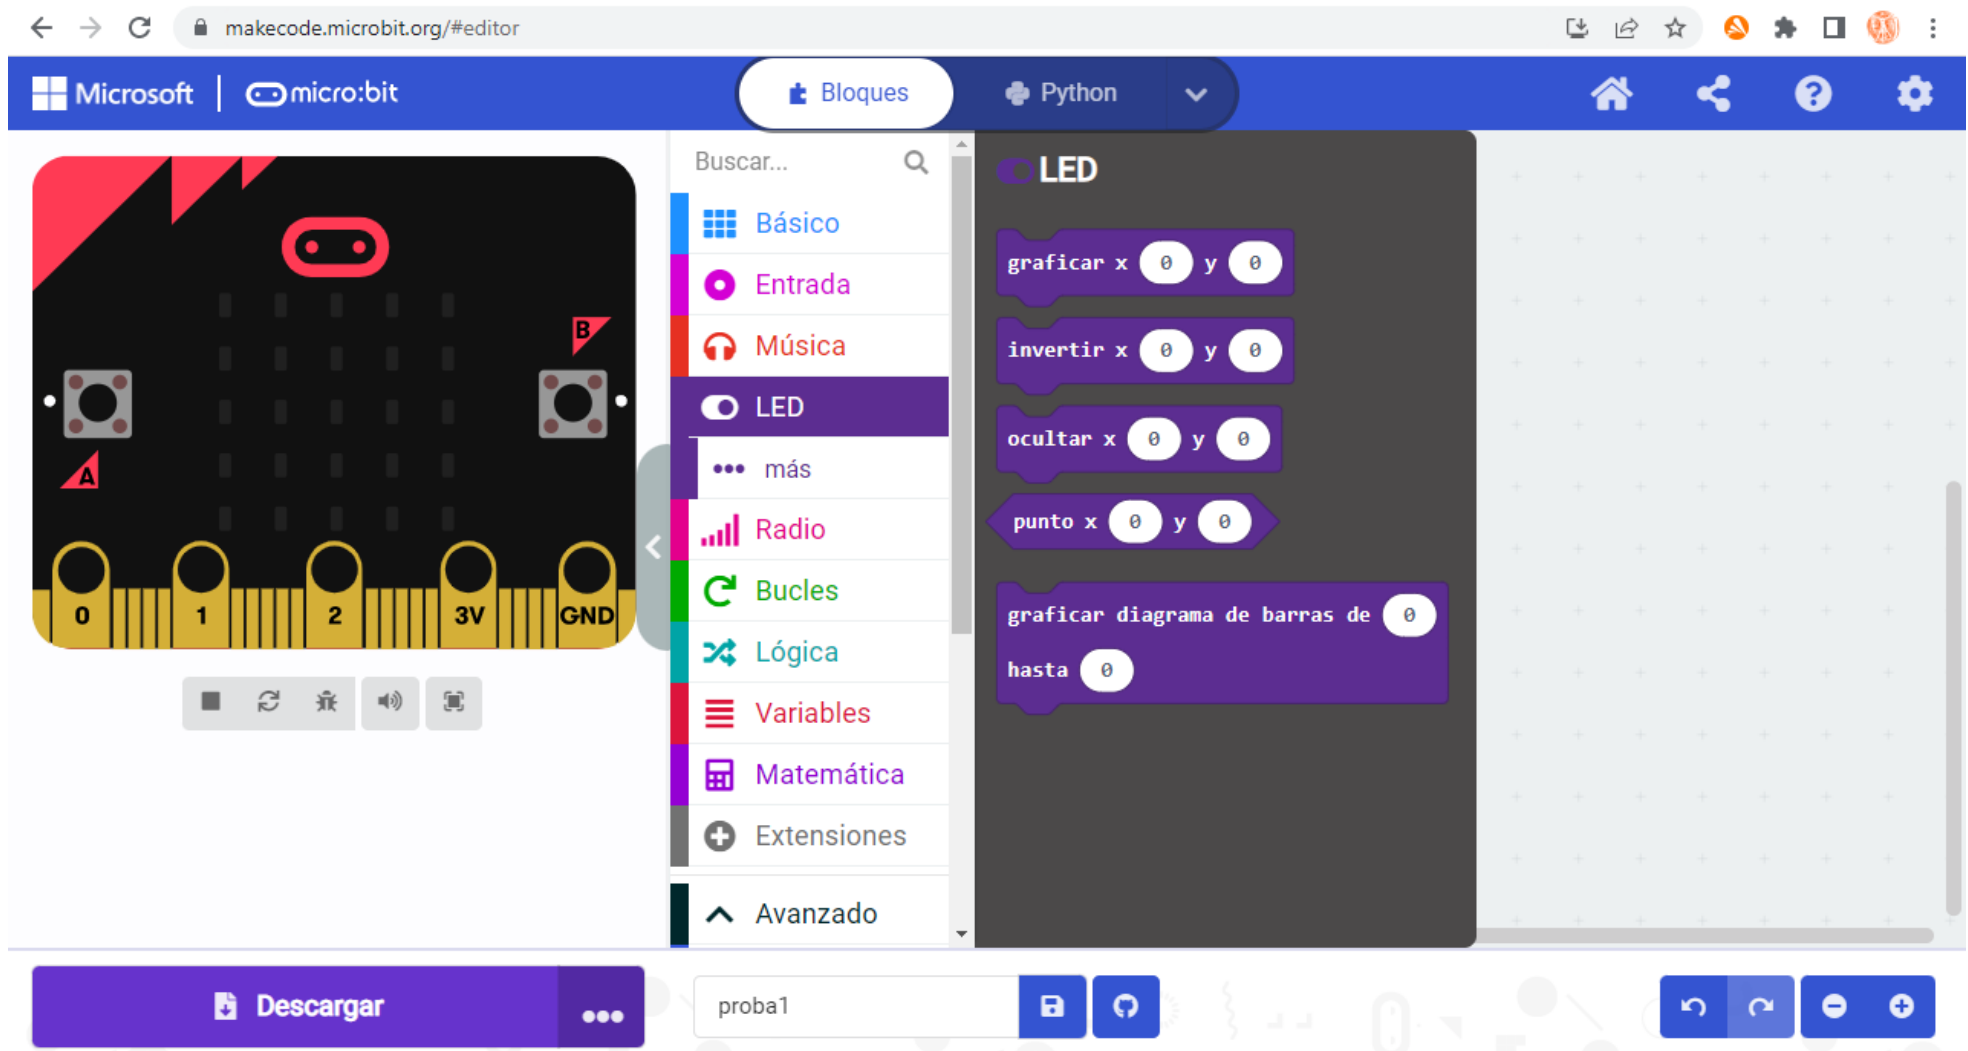 makecode.microbit.org/#editor
Microsoft micro:bit
Bloques
Python
Buscar...
Básico
Entrada
Música
LED
más
Radio
Bucles
Lógica
Variables
Matemática
Extensiones
Avanzado
LED
graficar x 0 y 0
invertir x 0 y 0
ocultar x 0 y 0
punto x 0 y 0
graficar diagrama de barras de 0
hasta 0
B
A
0 1 2 3V GND
Descargar
proba1